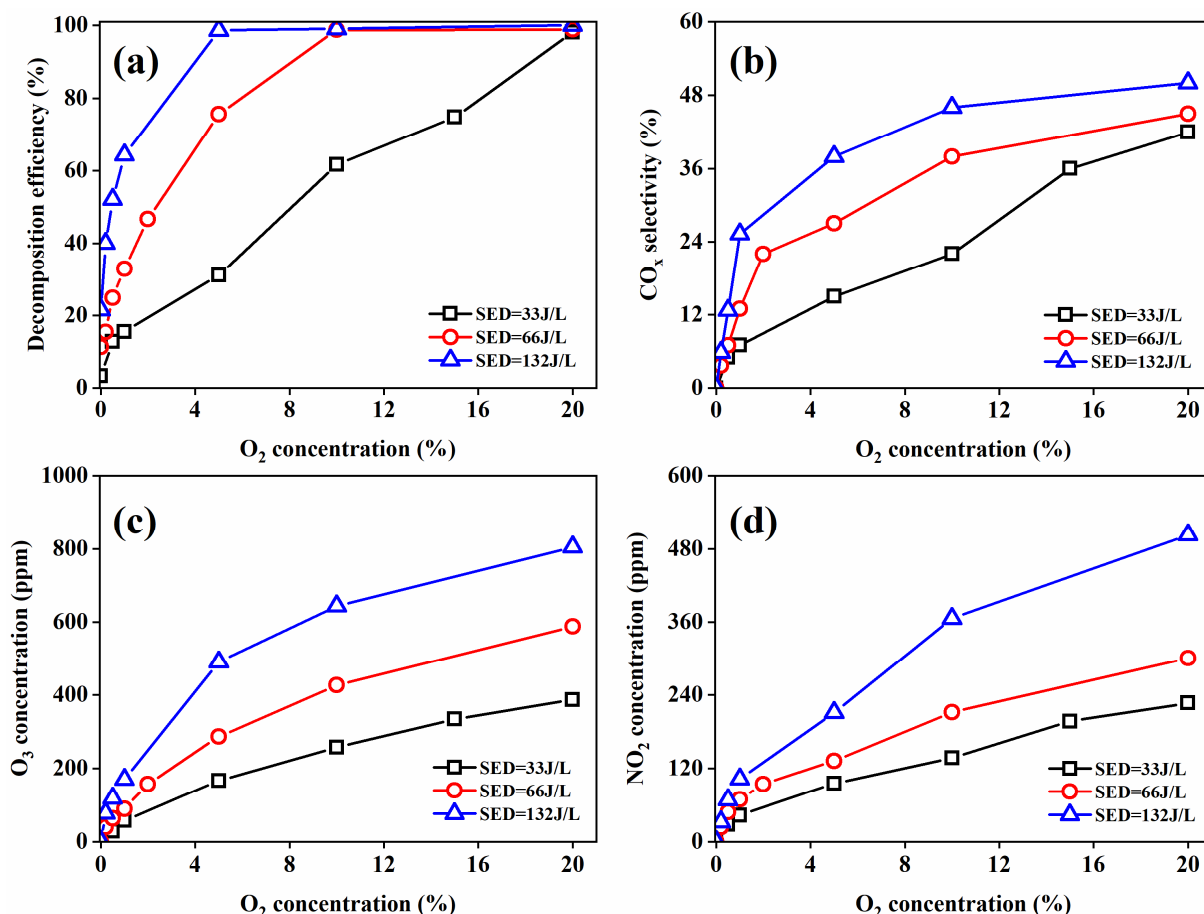 (a)
Decomposition efficiency (%)
100
80
60
40
20
0
0 4 8 12 16 20
O₂ concentration (%)
SED=33J/L
SED=66J/L
SED=132J/L
(b)
COₓ selectivity (%)
60
48
36
24
12
0
0 4 8 12 16 20
O₂ concentration (%)
SED=33J/L
SED=66J/L
SED=132J/L
(c)
O₃ concentration (ppm)
1000
800
600
400
200
0
0 4 8 12 16 20
O₂ concentration (%)
SED=33J/L
SED=66J/L
SED=132J/L
(d)
NO₂ concentration (ppm)
600
480
360
240
120
0
0 4 8 12 16 20
O₂ concentration (%)
SED=33J/L
SED=66J/L
SED=132J/L